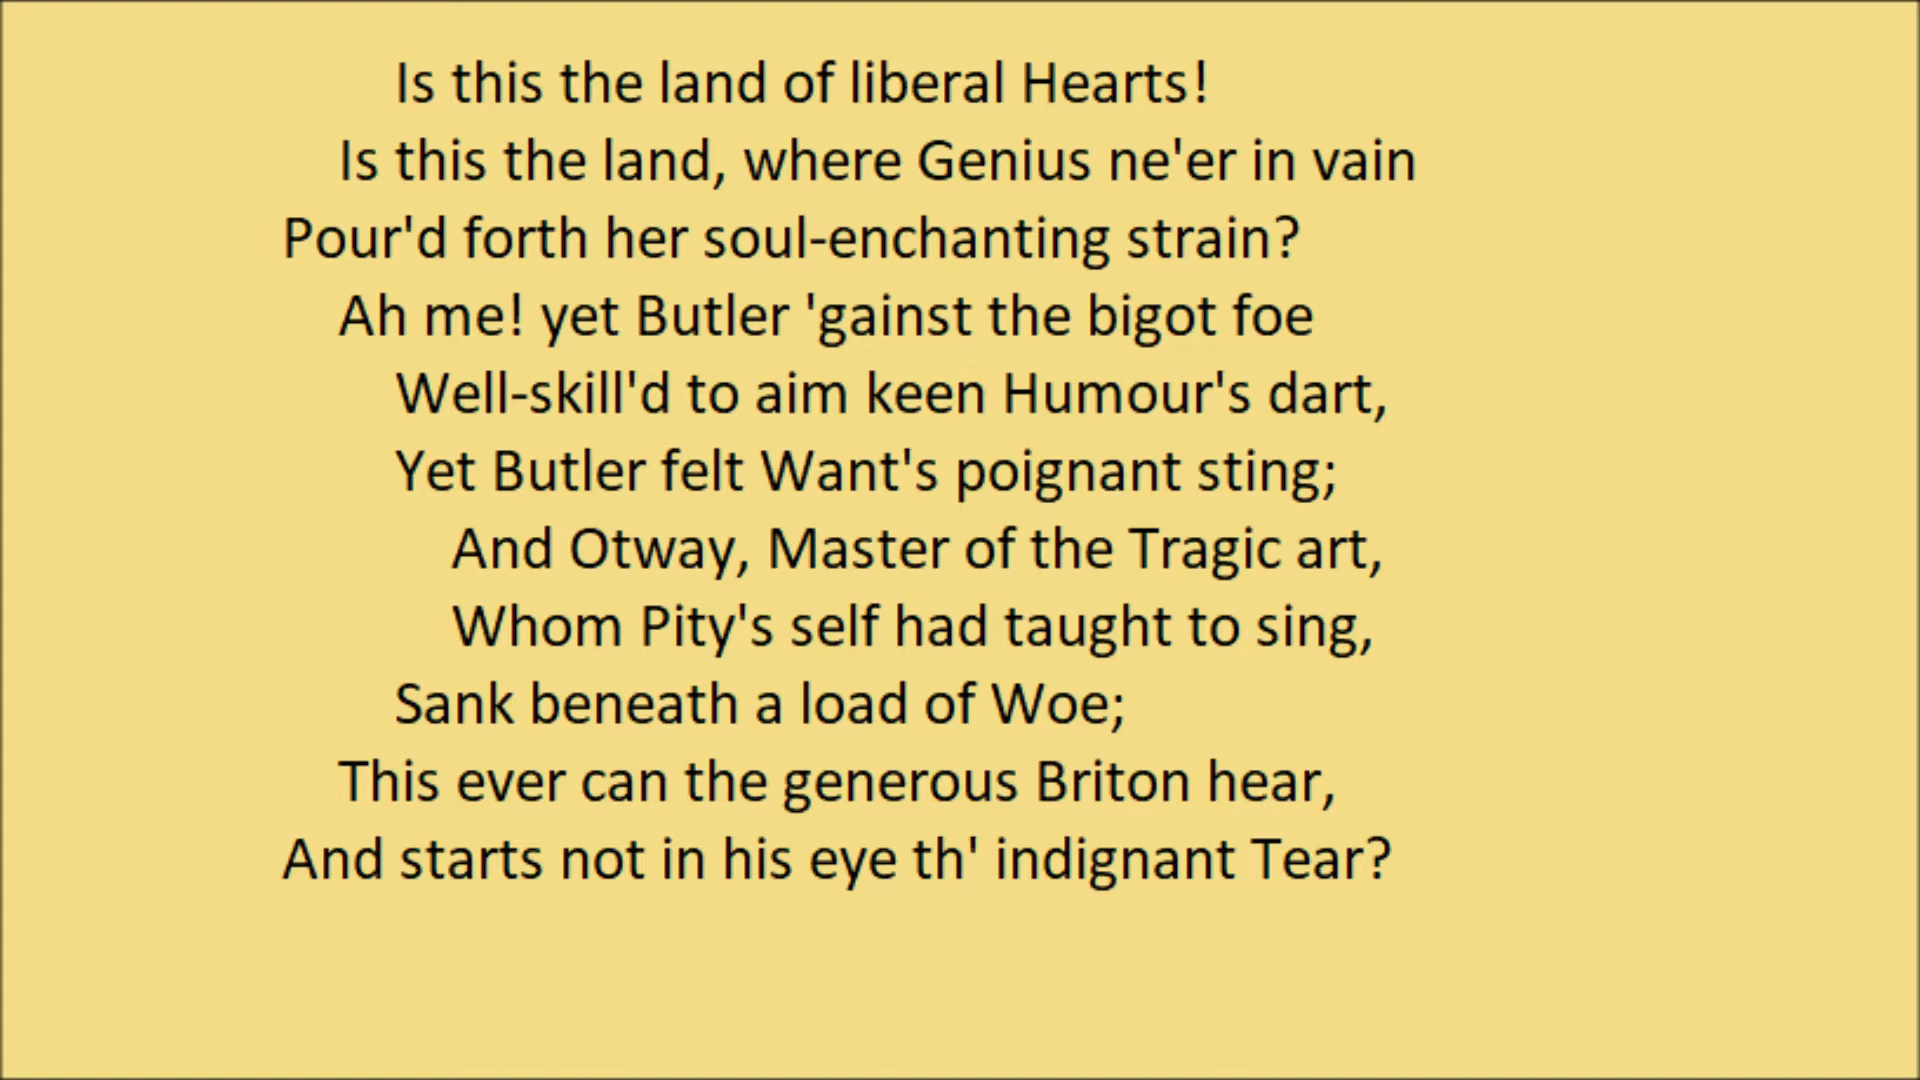 Is this the land of liberal Hearts!
Is this the land, where Genius ne'er in vain
Pour'd forth her soul-enchanting strain?
Ah me! yet Butler 'gainst the bigot foe
Well-skill'd to aim keen Humour's dart,
Yet Butler felt Want's poignant sting;
And Otway, Master of the Tragic art,
Whom Pity's self had taught to sing,
Sank beneath a load of Woe;
This ever can the generous Briton hear,
And starts not in his eye th' indignant Tear?